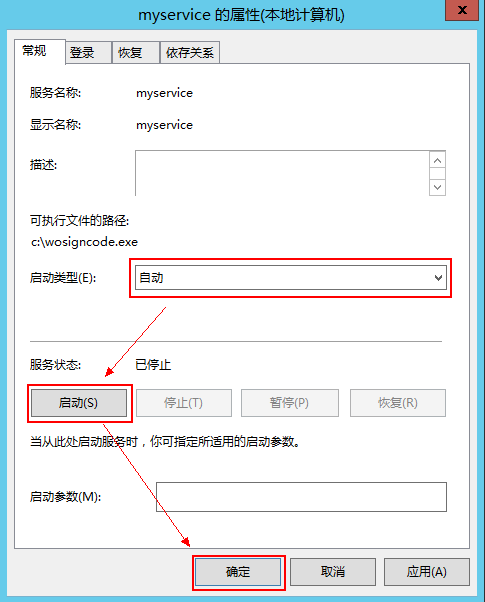 myservice 的属性(本地计算机)
x
常规 登录 恢复 依存关系
服务名称: myservice
显示名称: myservice
描述:
可执行文件的路径:
c:\wosigncode.exe
启动类型(E): 自动
服务状态: 已停止
启动(S) 停止(T) 暂停(P) 恢复(R)
当从此处启动服务时，你可指定所适用的启动参数。
启动参数(M):
确定 取消 应用(A)